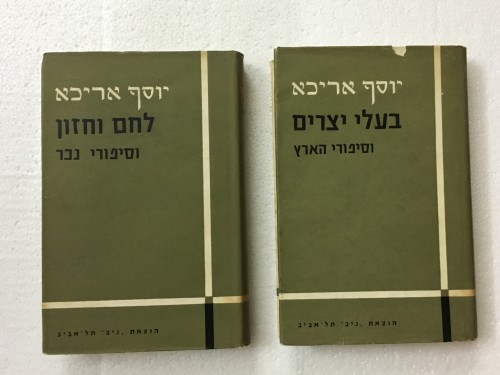 יוסף אריכא
בעלי יצרים
וסיפורי הארץ
הוצאת "ניב" תל־אביב
יוסף אריכא
לחם וחזון
וסיפורי נכר
הוצאת "ניב" תל־אביב